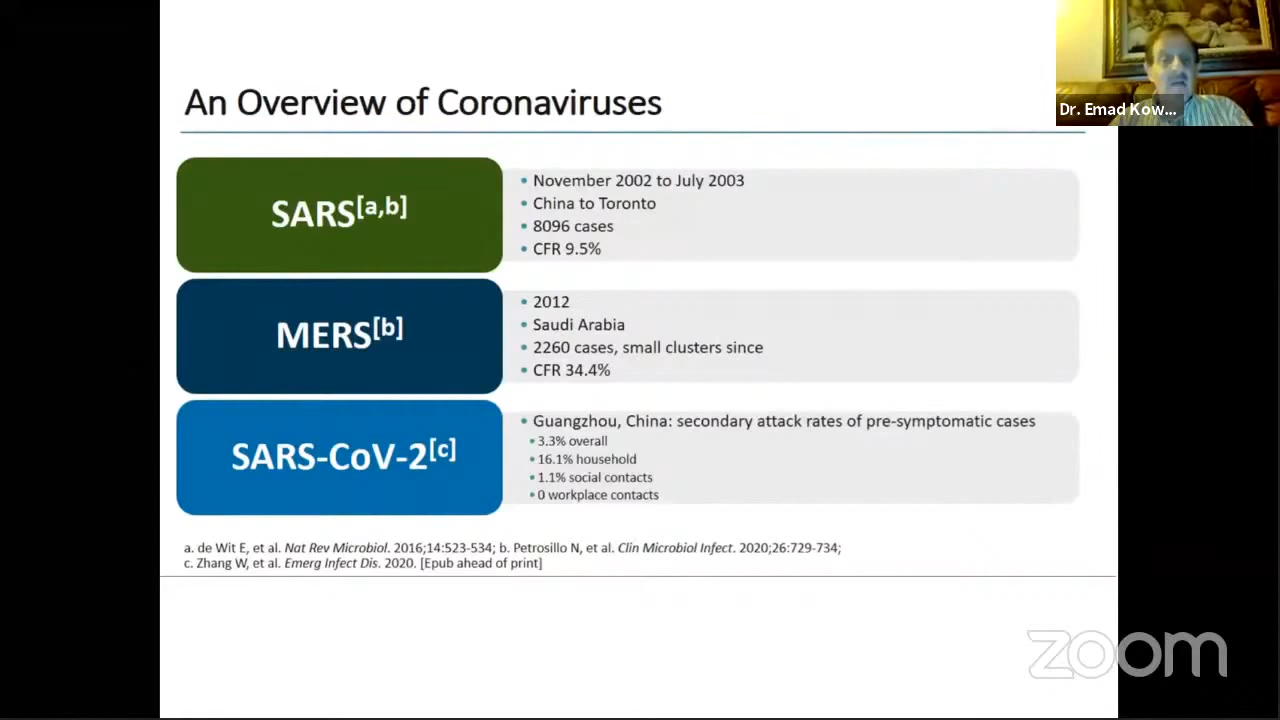 An Overview of Coronaviruses
Dr. Emad Kow...
SARS[a,b]
• November 2002 to July 2003
• China to Toronto
• 8096 cases
• CFR 9.5%
MERS[b]
• 2012
• Saudi Arabia
• 2260 cases, small clusters since
• CFR 34.4%
SARS-CoV-2[c]
• Guangzhou, China: secondary attack rates of pre-symptomatic cases
• 3.3% overall
• 16.1% household
• 1.1% social contacts
• 0 workplace contacts
a. de Wit E, et al. Nat Rev Microbiol. 2016;14:523-534; b. Petrosillo N, et al. Clin Microbiol Infect. 2020;26:729-734;
c. Zhang W, et al. Emerg Infect Dis. 2020. [Epub ahead of print]
zoom